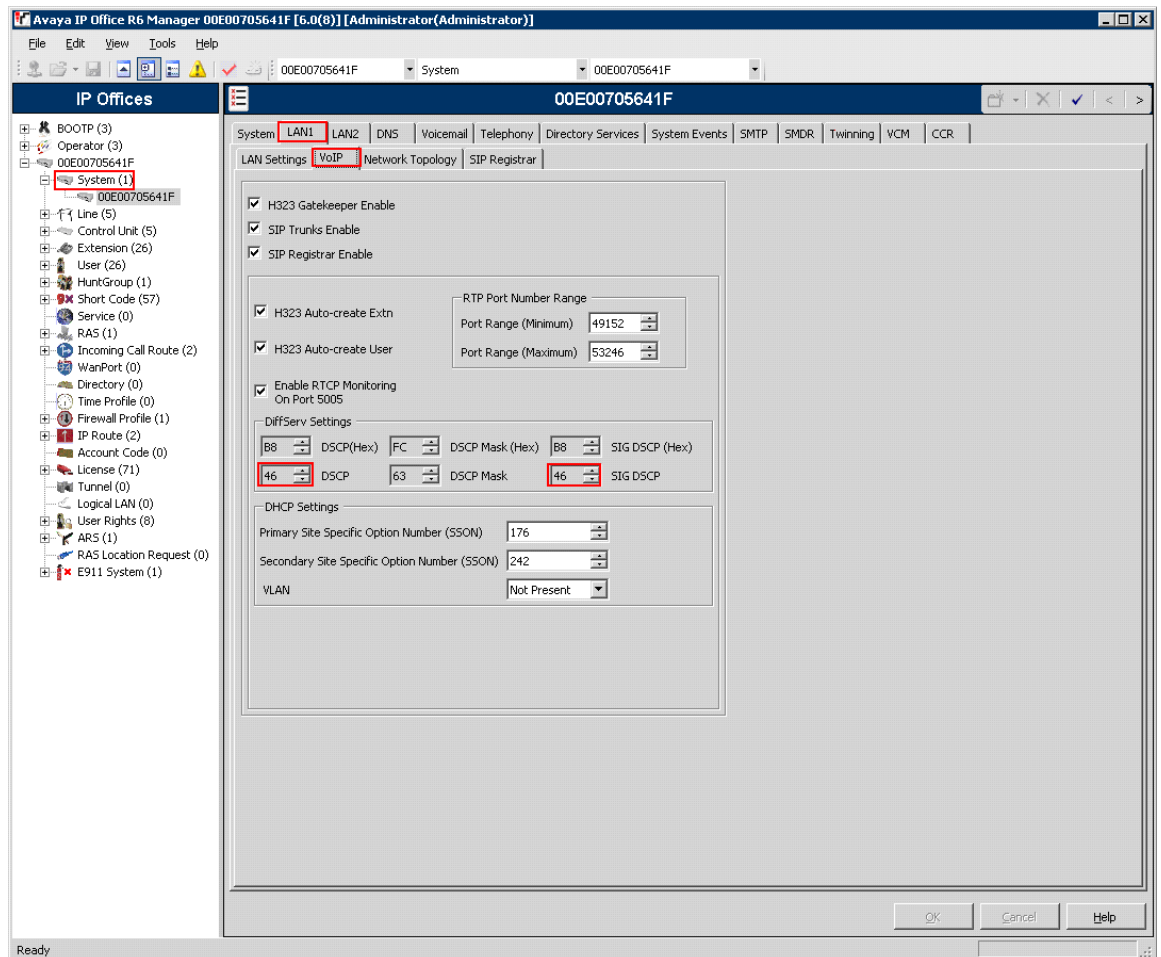 Avaya IP Office R6 Manager 00E00705641F [6.0(8)] [Administrator(Administrator)]
File Edit View Tools Help
00E00705641F System 00E00705641F
IP Offices
00E00705641F
BOOTP (3)
Operator (3)
00E00705641F
System (1)
00E00705641F
Line (5)
Control Unit (5)
Extension (26)
User (26)
HuntGroup (1)
Short Code (57)
Service (0)
RAS (1)
Incoming Call Route (2)
WanPort (0)
Directory (0)
Time Profile (0)
Firewall Profile (1)
IP Route (2)
Account Code (0)
License (71)
Tunnel (0)
Logical LAN (0)
User Rights (8)
ARS (1)
RAS Location Request (0)
E911 System (1)
System LAN1 LAN2 DNS Voicemail Telephony Directory Services System Events SMTP SMDR Twinning VCM CCR
LAN Settings VoIP Network Topology SIP Registrar
H323 Gatekeeper Enable
SIP Trunks Enable
SIP Registrar Enable
H323 Auto-create Extn
H323 Auto-create User
RTP Port Number Range
Port Range (Minimum) 49152
Port Range (Maximum) 53246
Enable RTCP Monitoring
On Port 5005
DiffServ Settings
B8 DSCP(Hex) FC DSCP Mask (Hex) B8 SIG DSCP (Hex)
46 DSCP 63 DSCP Mask 46 SIG DSCP
DHCP Settings
Primary Site Specific Option Number (SSON) 176
Secondary Site Specific Option Number (SSON) 242
VLAN Not Present
OK Cancel Help
Ready